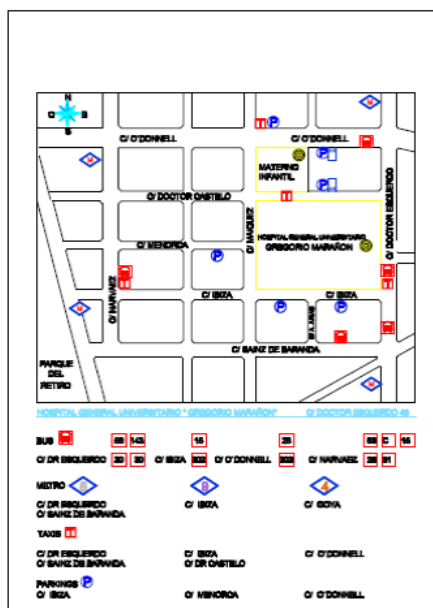 N
O E
S
C/ O'DONNELL
C/ O'DONNELL
MATERNO
INFANTIL
C/ DOCTOR CASTELO
C/ MAIQUEZ
C/ DOCTOR ESQUERDO
C/ MENORCA
HOSPITAL GENERAL UNIVERSITARIO
GREGORIO MARAÑON
C/ NARVAEZ
C/ IBIZA
C/ IBIZA
C/ SAINZ DE BARANDA
PARQUE
DEL
RETIRO
HOSPITAL GENERAL UNIVERSITARIO " GREGORIO MARAÑON" C/ DOCTOR ESQUERDO 46
BUS 143 15 C 15
C/ DR ESQUERDO C/ IBIZA C/ O'DONNELL C/ NARVAEZ
METRO 6 9 4
C/ DR ESQUERDO C/ IBIZA C/ GOYA
C/ SAINZ DE BARANDA
TAXIS
C/ DR ESQUERDO C/ IBIZA C/ O'DONNELL
C/ SAINZ DE BARANDA C/ DR CASTELO
PARKINGS P
C/ IBIZA C/ MENORCA C/ O'DONNELL